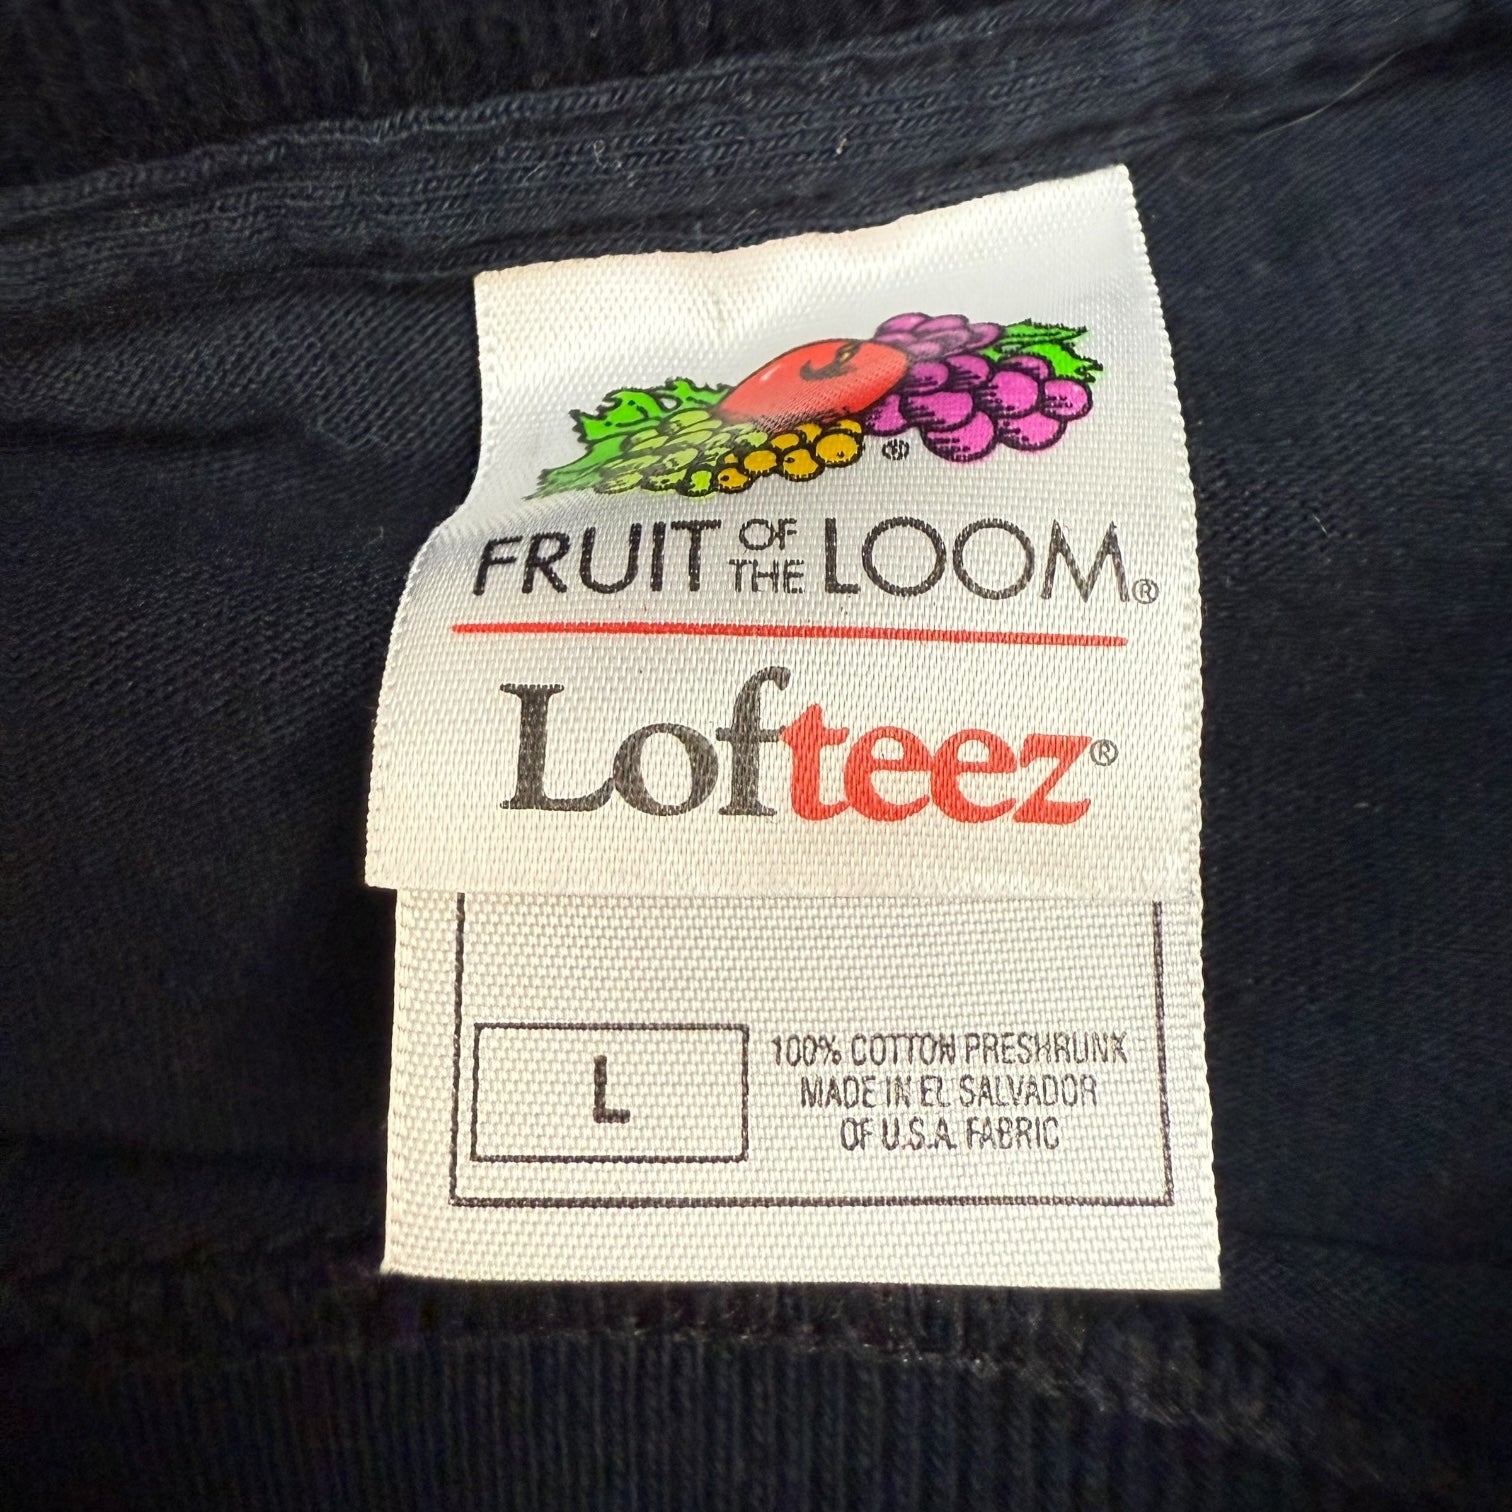 ®
FRUIT OF THE LOOM®
Lofteez®
L
100% COTTON PRESHRUNK
MADE IN EL SALVADOR
OF U.S.A. FABRIC